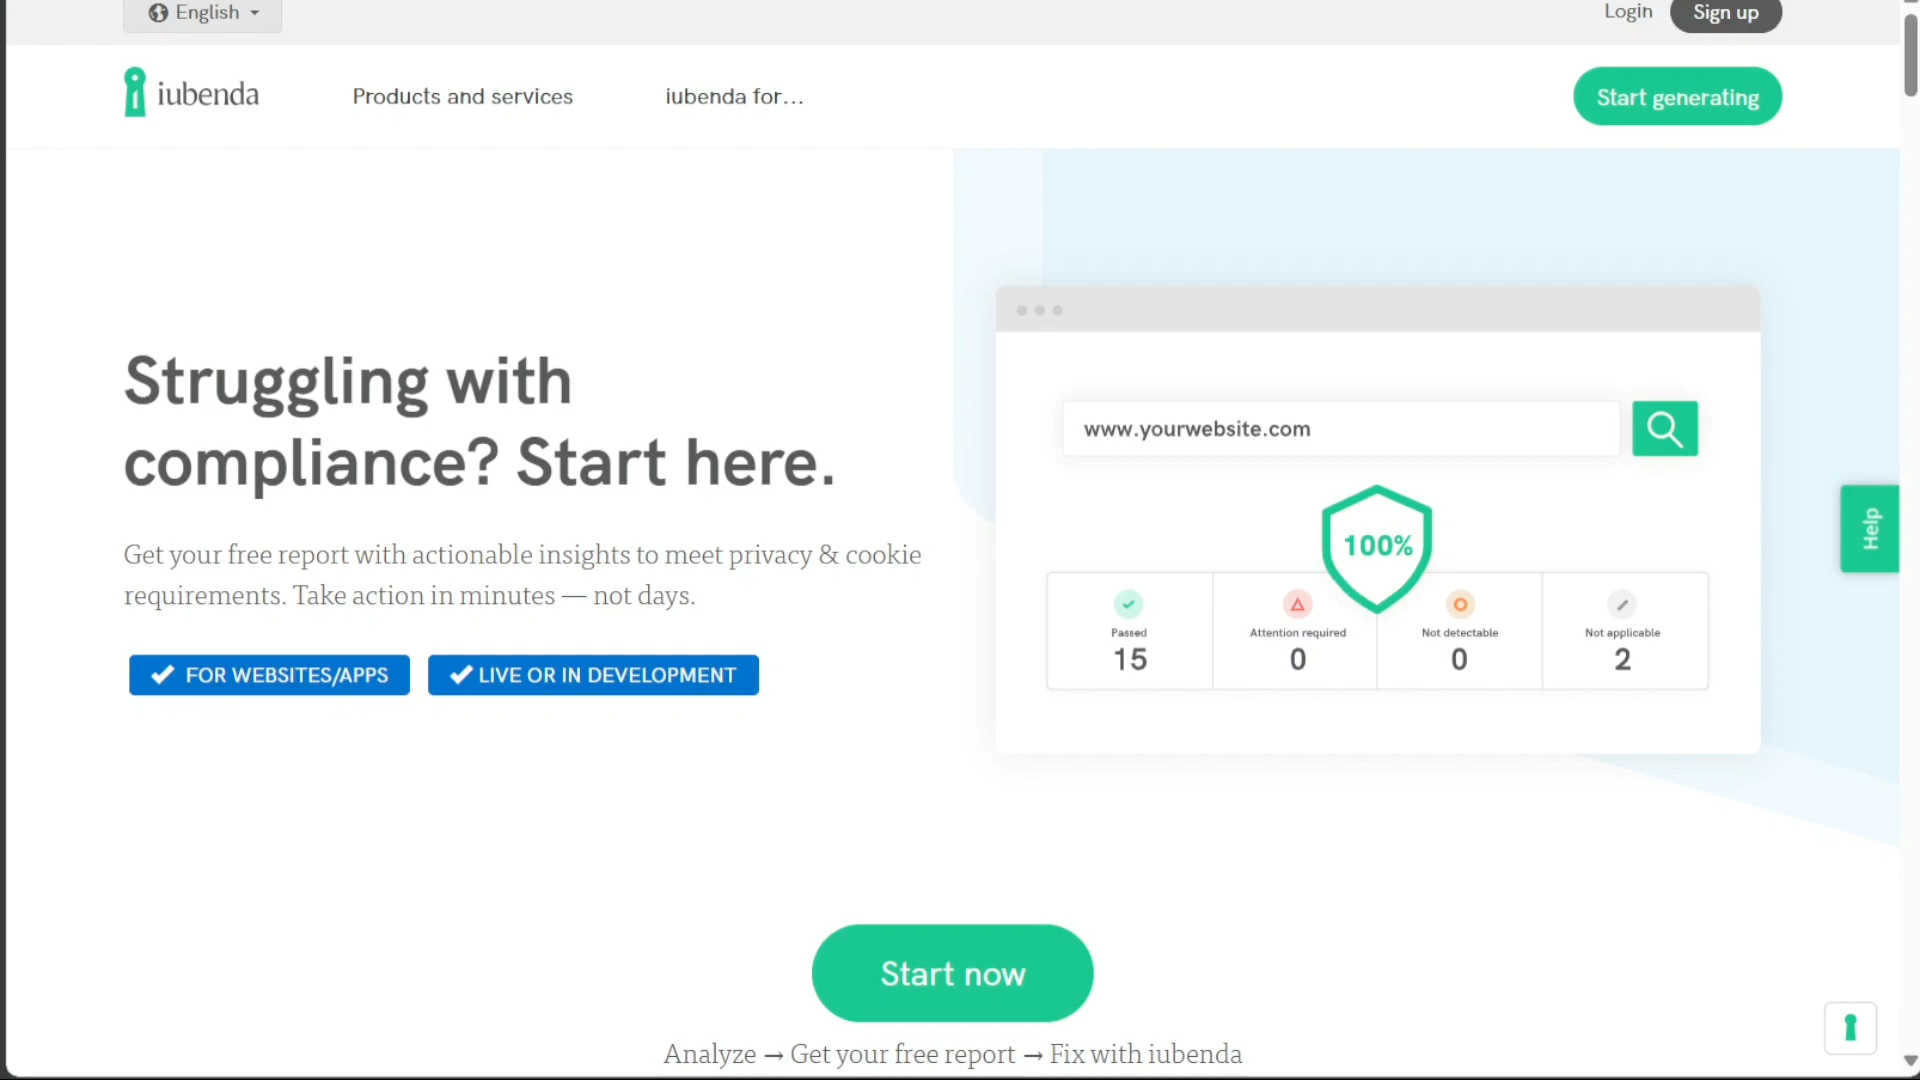 English
Login
Sign up
iubenda
Products and services
iubenda for...
Start generating
Struggling with
compliance? Start here.
Get your free report with actionable insights to meet privacy & cookie
requirements. Take action in minutes — not days.
FOR WEBSITES/APPS
LIVE OR IN DEVELOPMENT
www.yourwebsite.com
100%
Passed
15
Attention required
0
Not detectable
0
Not applicable
2
Help
Start now
Analyze → Get your free report → Fix with iubenda